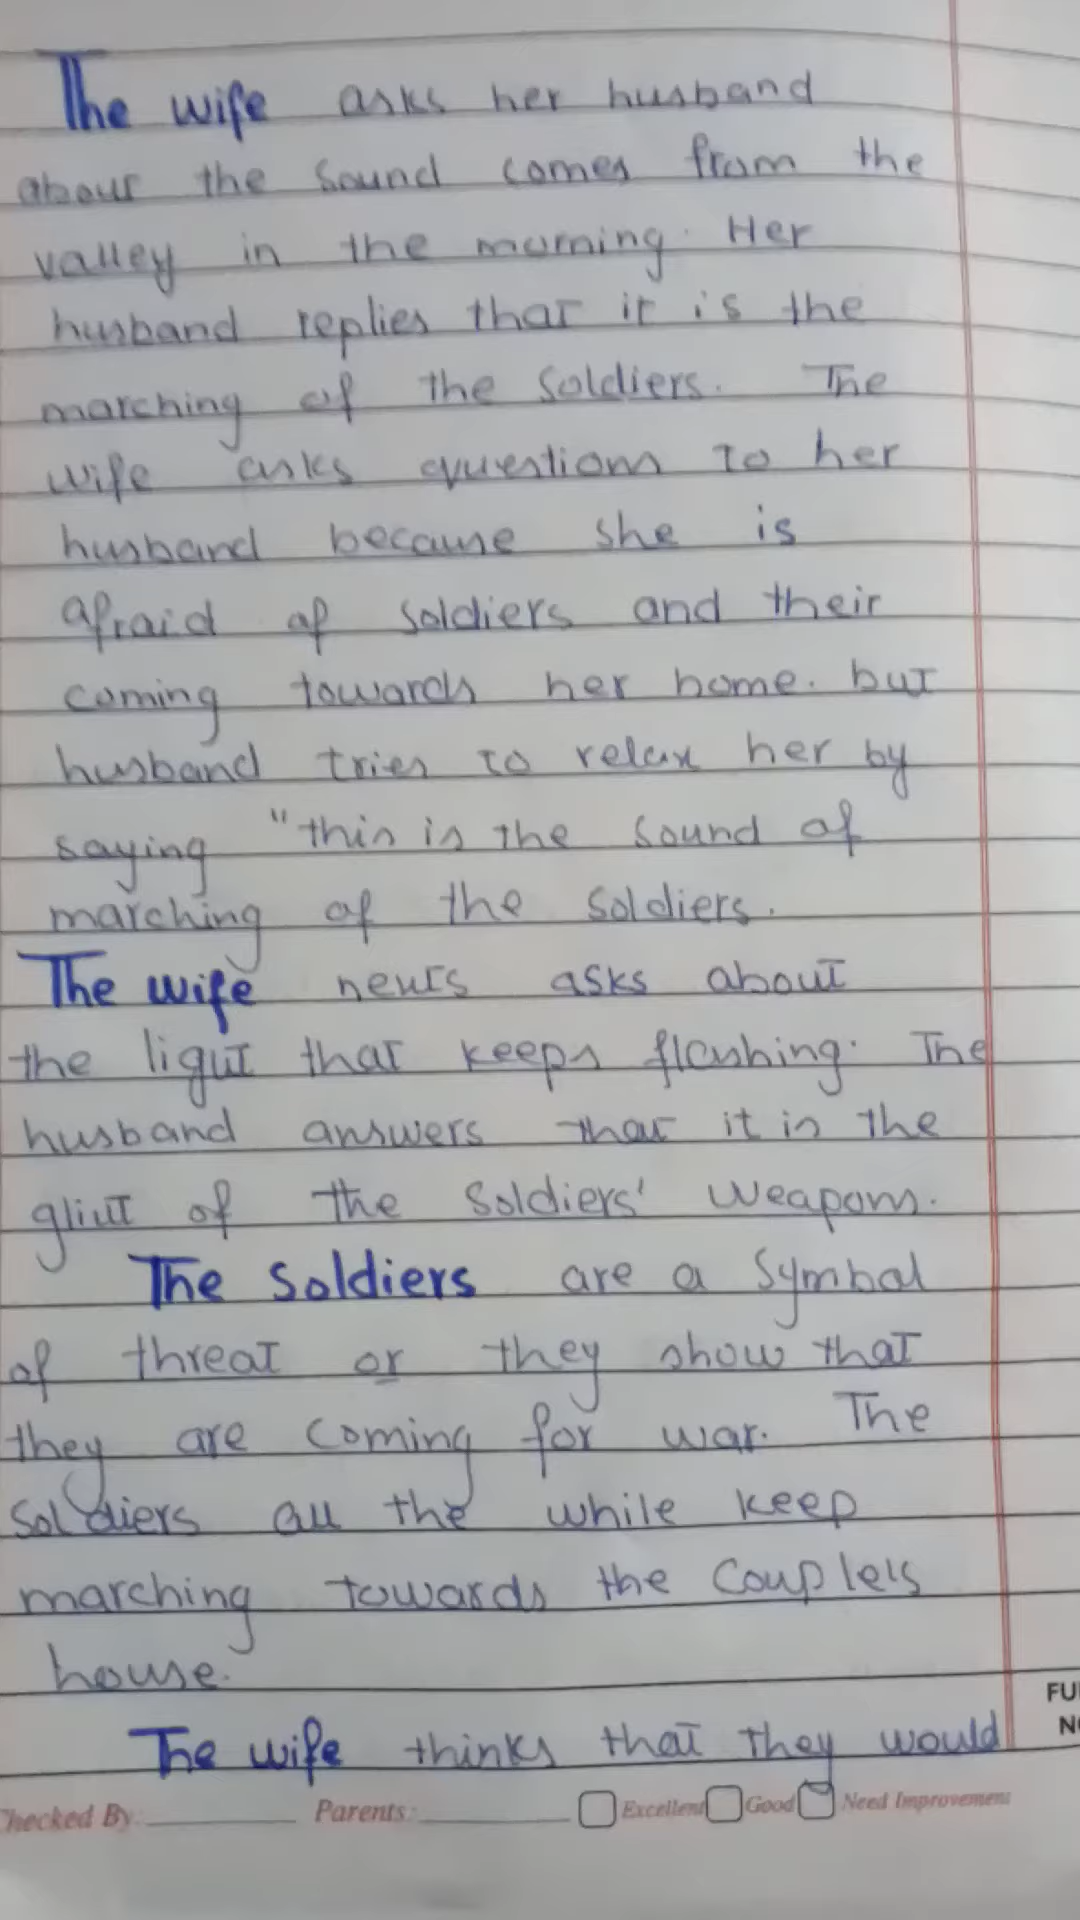 The wife asks her husband
about the sound comes from the
valley in the morning. Her
husband replies that it is the
marching of the soldiers. The
wife asks questions to her
husband because she is
afraid of soldiers and their
coming towards her home. but
husband tries to relax her by
saying "this is the sound of
marching of the soldiers.
The wife nexts asks about
the light that keeps flashing. The
husband answers that it is the
glint of the soldiers' weapons.
The Soldiers are a symbol
of threat or they show that
they are coming for war. The
soldiers all the while keep
marching towards the couple's
house.
The wife thinks that they would
FU
Checked By: Parents: Excellent Good Need Improvement